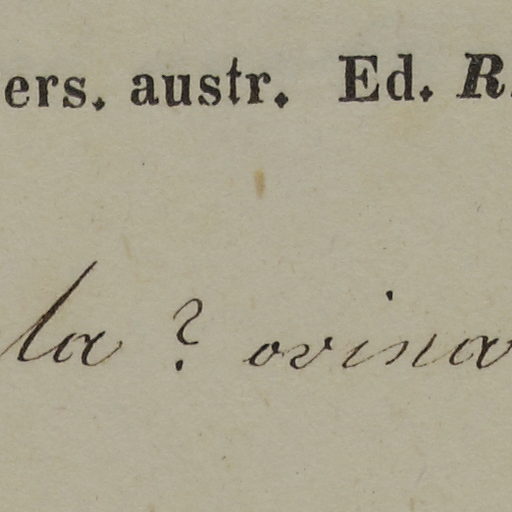 ers. austr. Ed. R.
la ? ovina